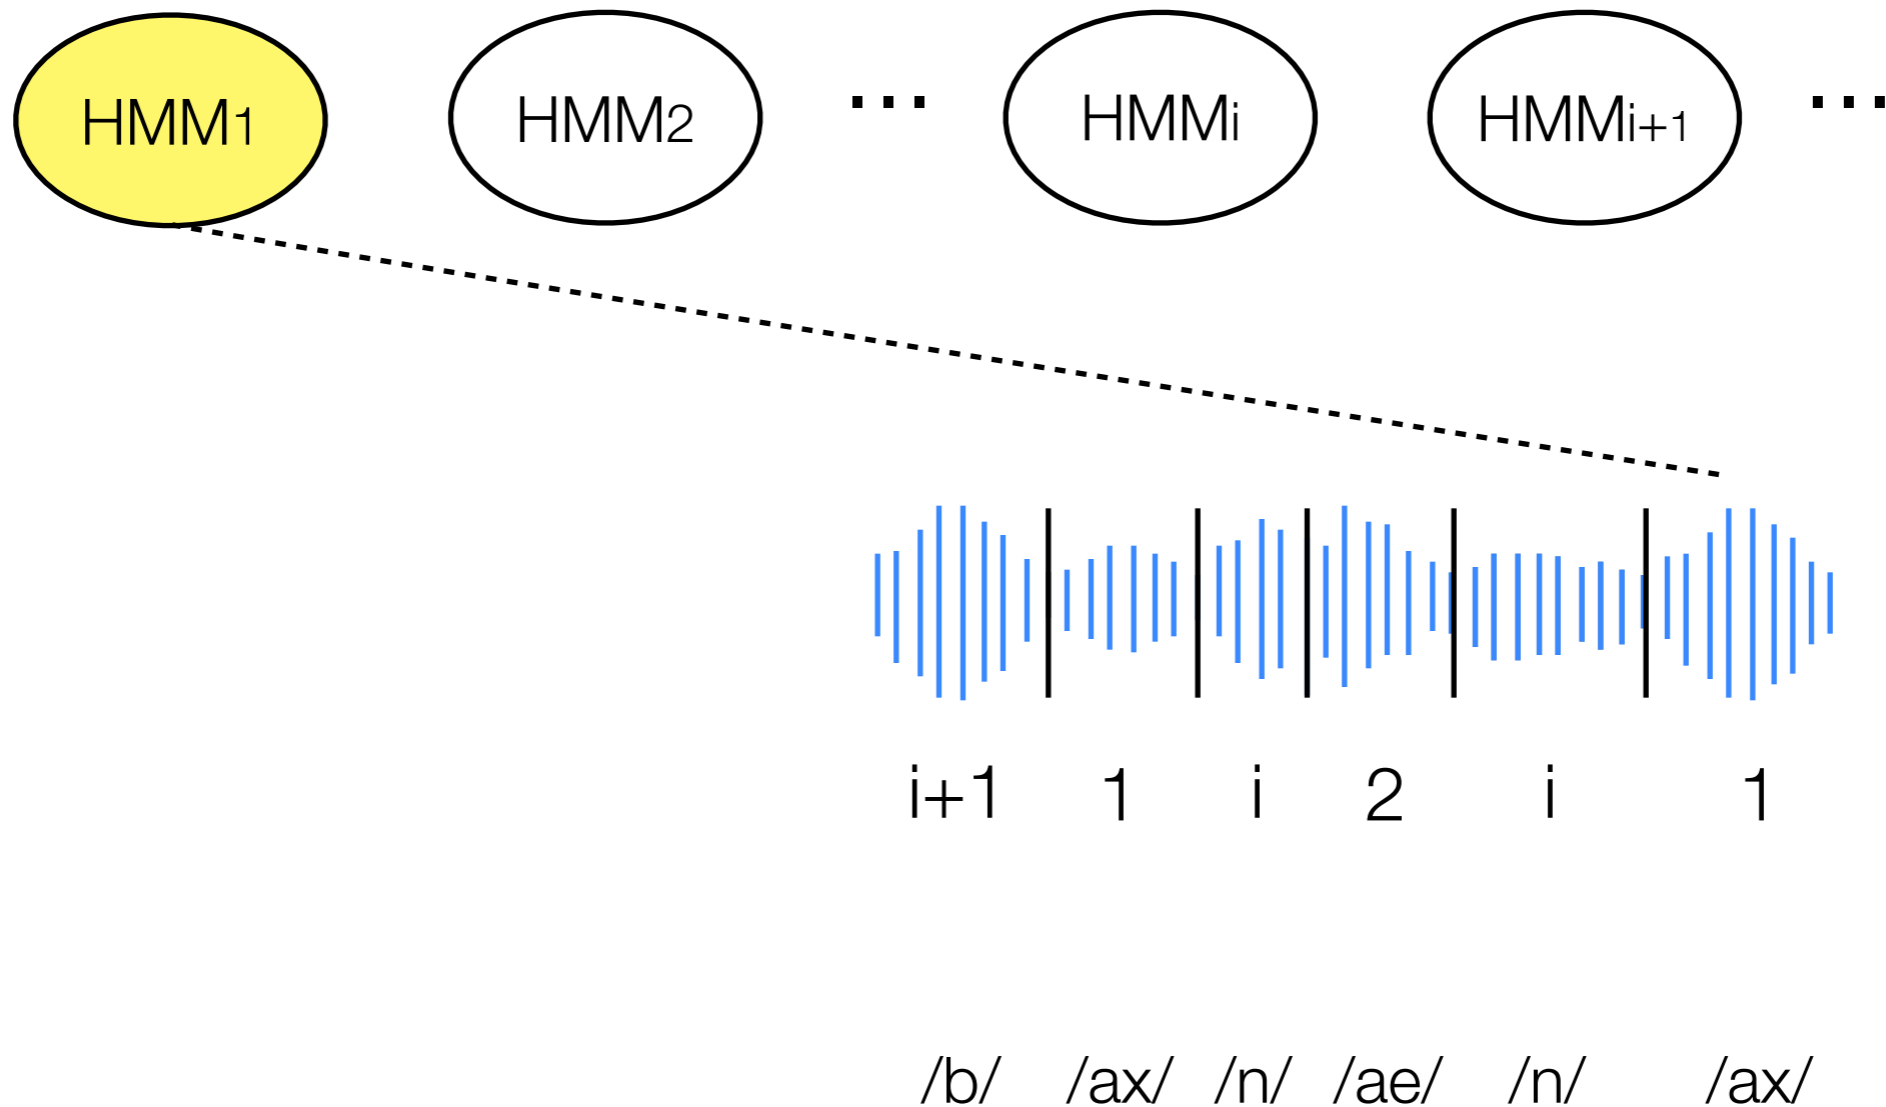 HMM1 HMM2 ... HMMi HMMi+1 ...
i+1 1 i 2 i 1
/b/ /ax/ /n/ /ae/ /n/ /ax/